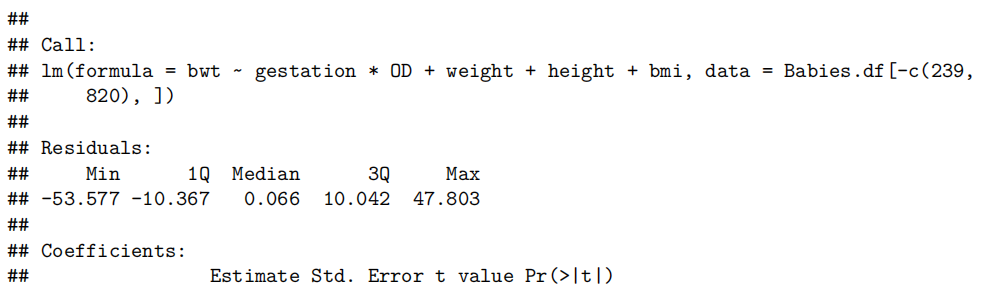 ##
## Call:
## lm(formula = bwt ~ gestation * OD + weight + height + bmi, data = Babies.df[-c(239,
##     820), ])
##
## Residuals:
##     Min      1Q  Median      3Q     Max
## -53.577 -10.367   0.066  10.042  47.803
##
## Coefficients:
##                Estimate Std. Error t value Pr(>|t|)